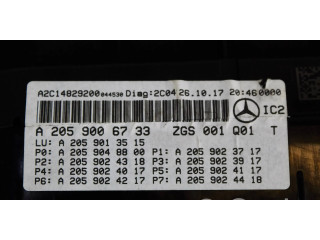 A2C14829200044530 Diag:2C04 26.10.17 20:460000
IC2
A 205 900 67 33 ZGS 001 Q01 T
LU: A 205 901 35 15
P0: A 205 904 88 00 P1: A 205 902 37 17
P2: A 205 902 43 18 P3: A 205 902 39 17
P4: A 205 902 40 17 P5: A 205 902 41 17
P6: A 205 902 42 17 P7: A 205 902 44 18